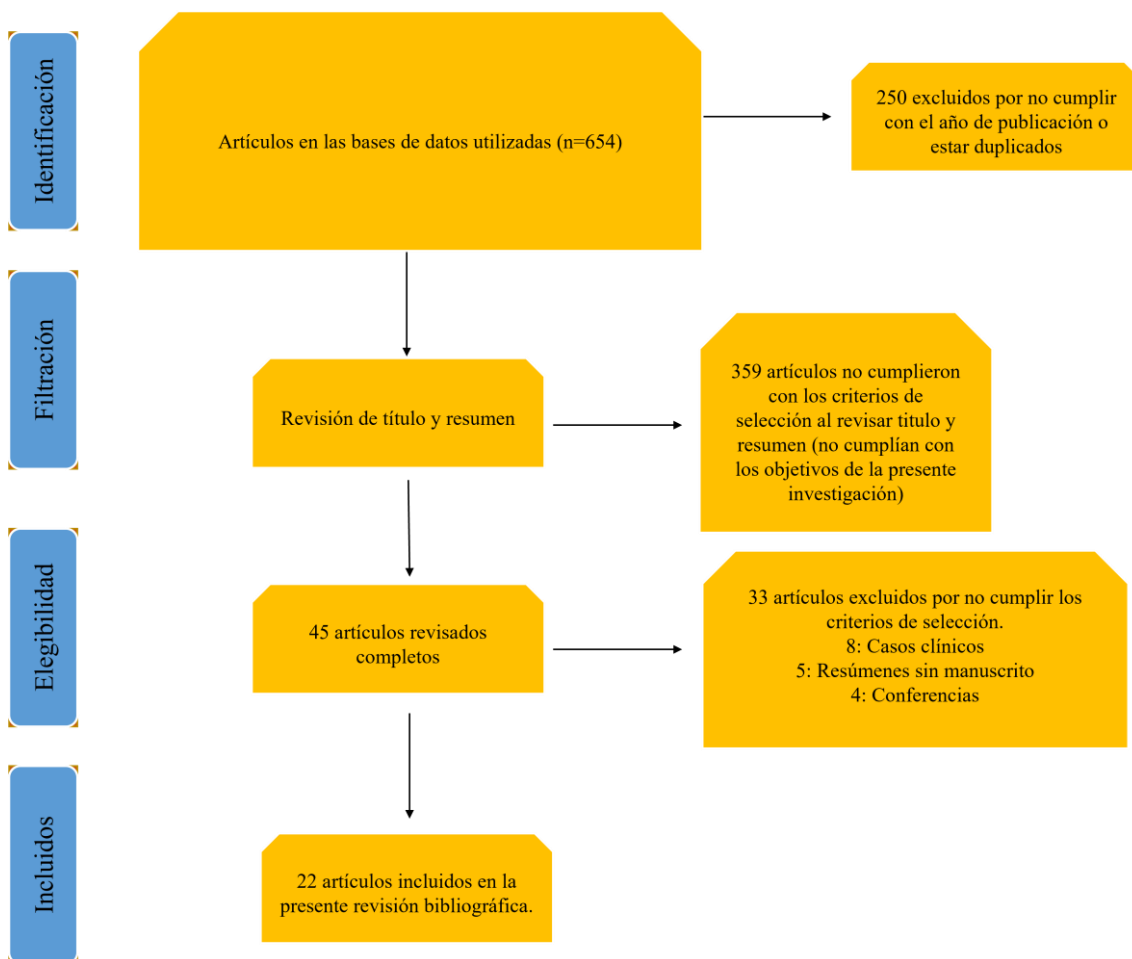 Identificación
Artículos en las bases de datos utilizadas (n=654)
250 excluidos por no cumplir
con el año de publicación o
estar duplicados
Filtración
Revisión de título y resumen
359 artículos no cumplieron
con los criterios de
selección al revisar titulo y
resumen (no cumplían con
los objetivos de la presente
investigación)
Elegibilidad
45 artículos revisados
completos
33 artículos excluidos por no cumplir los
criterios de selección.
8: Casos clínicos
5: Resúmenes sin manuscrito
4: Conferencias
Incluidos
22 artículos incluidos en la
presente revisión bibliográfica.